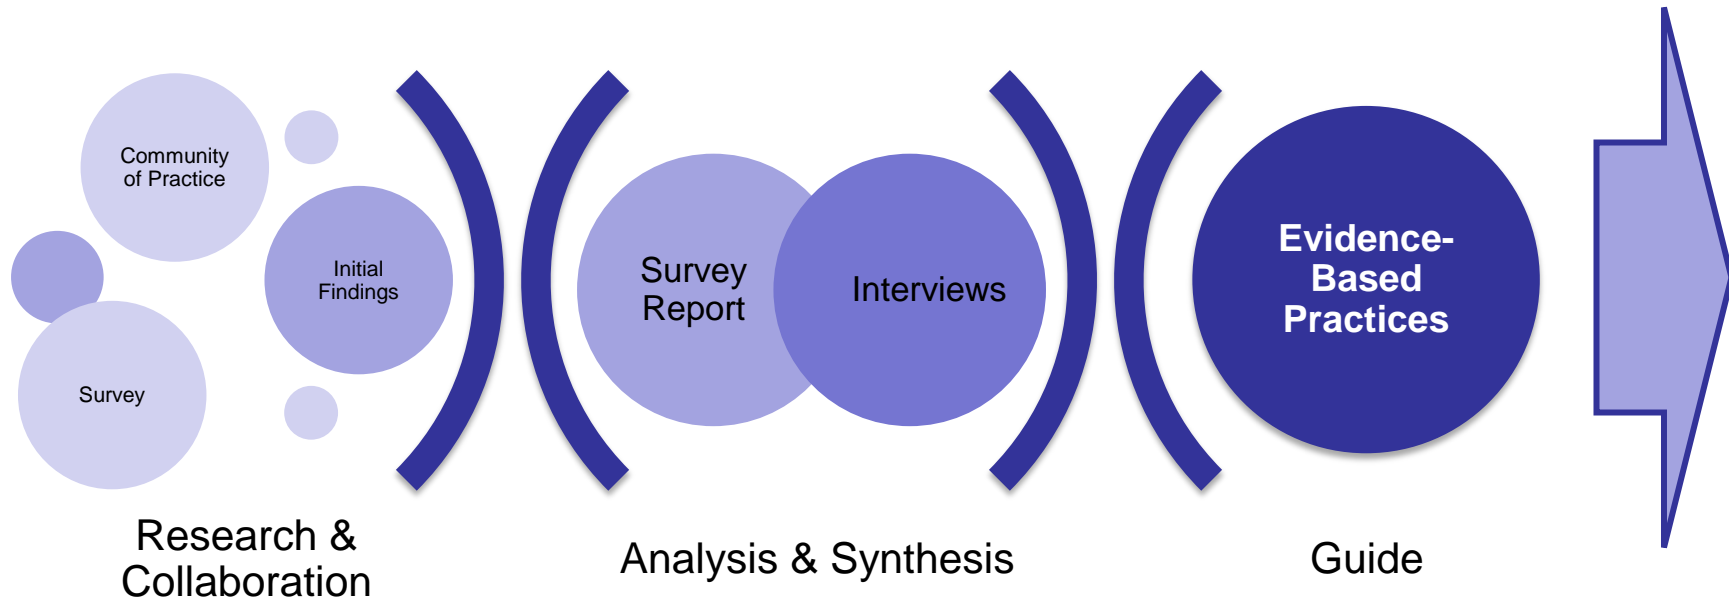 Community
of Practice
Initial
Findings
Survey
Research &
Collaboration
Survey
Report
Interviews
Analysis & Synthesis
Evidence-
Based
Practices
Guide